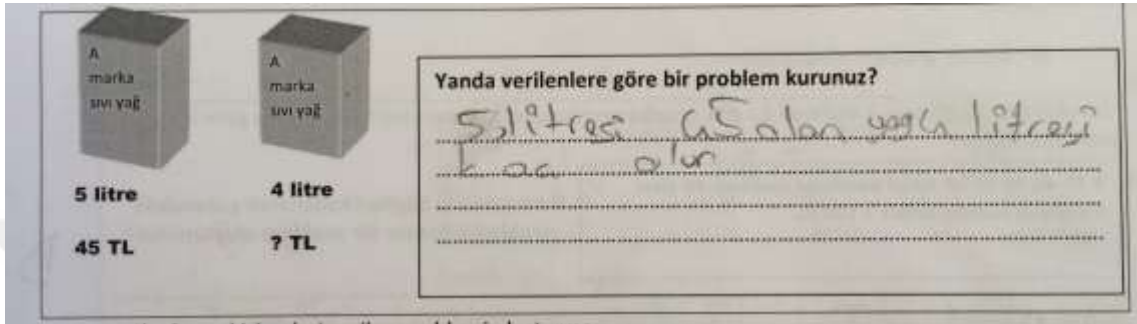 A
marka
sıvı yağ
5 litre
45 TL
A
marka
sıvı yağ
4 litre
? TL
Yanda verilenlere göre bir problem kurunuz?
5 litresi 45 olan yağın litresi
kaç olur